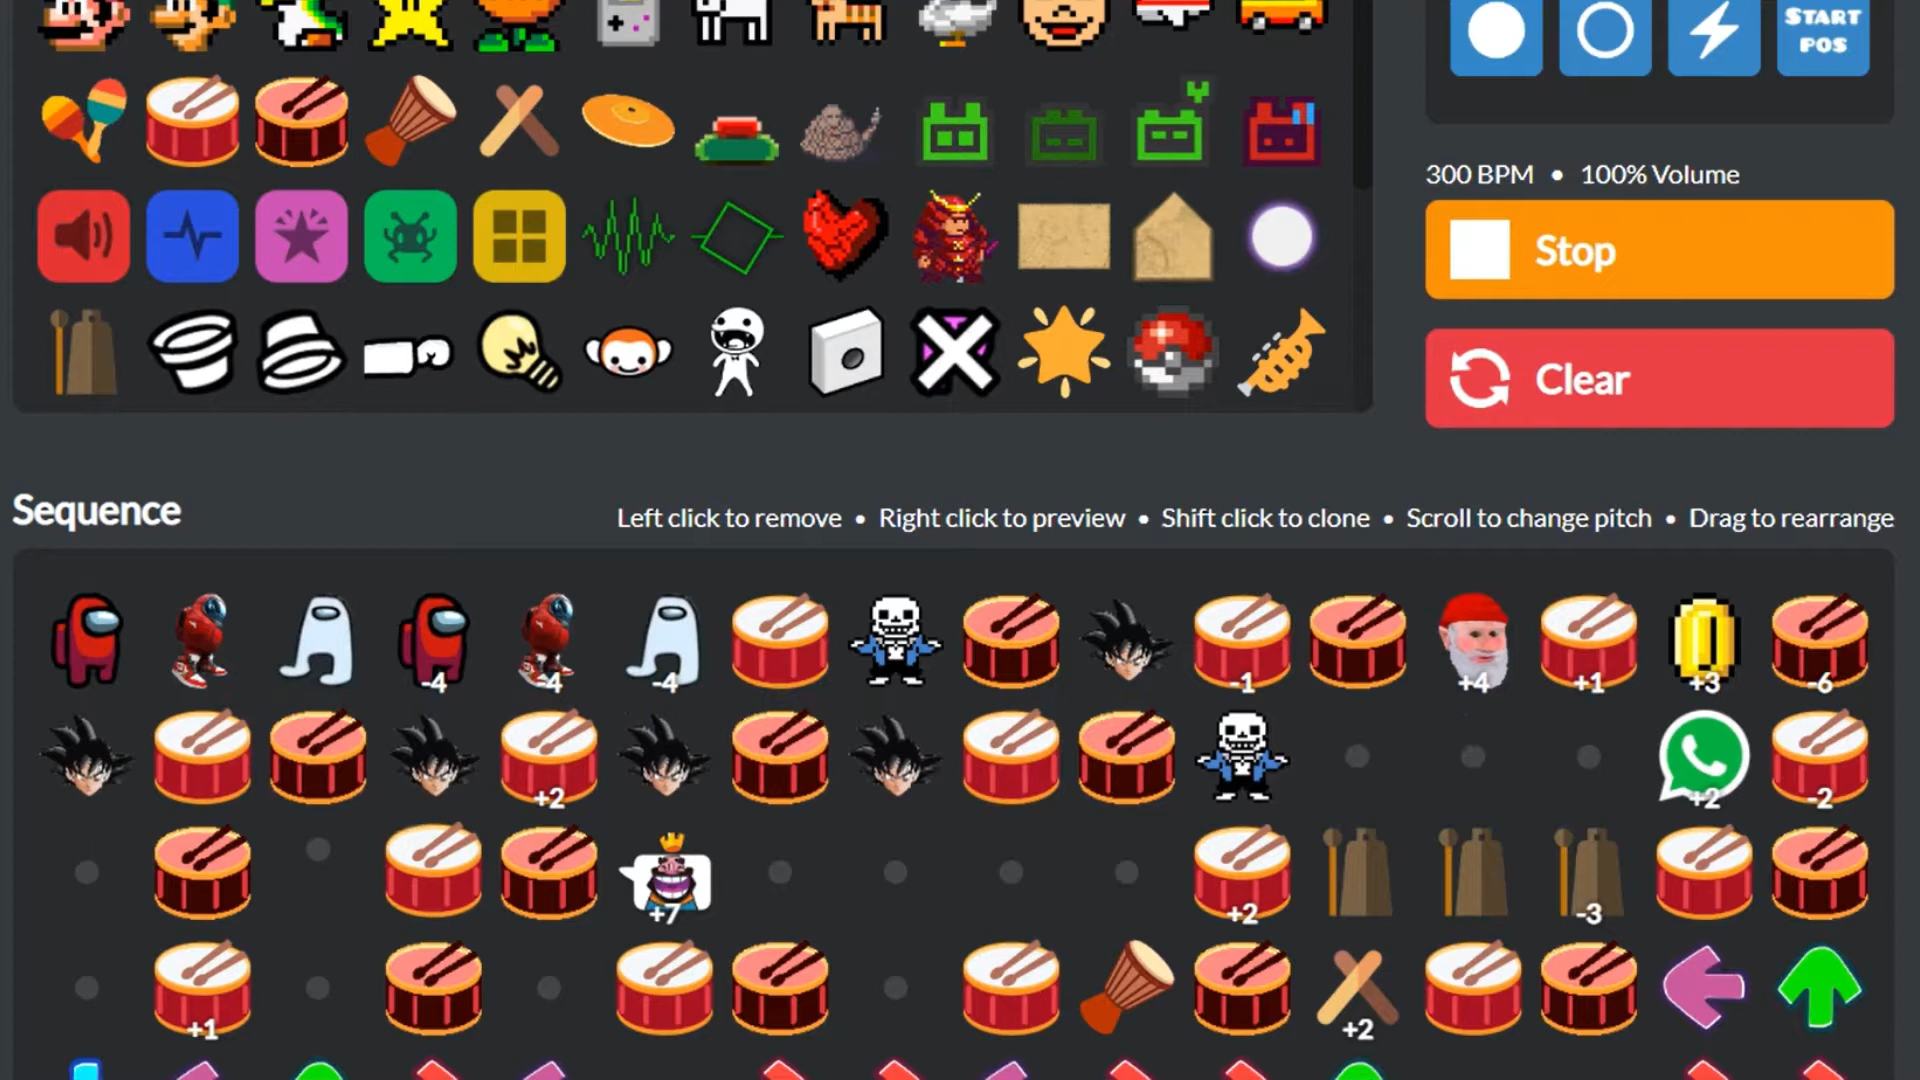 START
POS
300 BPM • 100% Volume
Stop
Clear
Sequence
Left click to remove • Right click to preview • Shift click to clone • Scroll to change pitch • Drag to rearrange
-4 -4 -4 -1 +4 +1 +3 -6
+2 +2 -2
+7 +2 -3
+1 +2